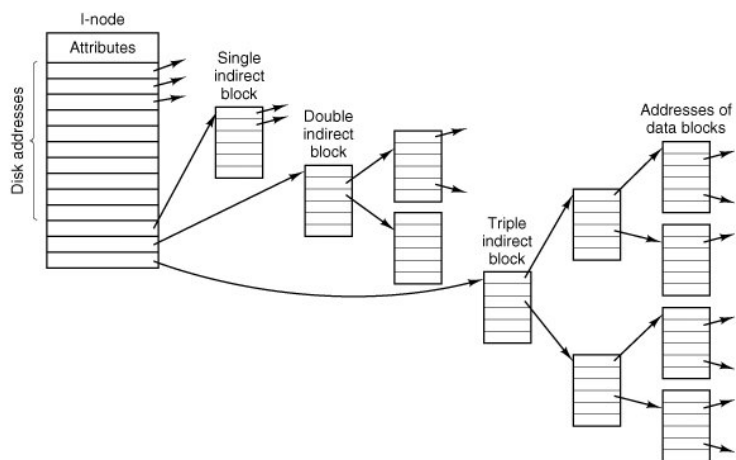 I-node
Attributes
Disk addresses
Single
indirect
block
Double
indirect
block
Triple
indirect
block
Addresses of
data blocks